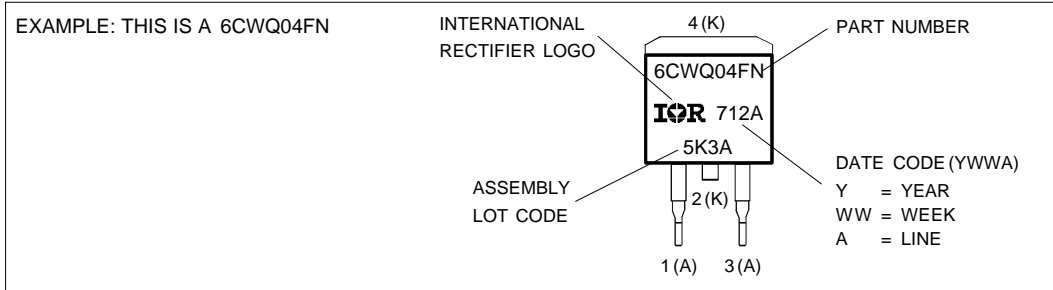 EXAMPLE: THIS IS A 6CWQ04FN
INTERNATIONAL
RECTIFIER LOGO
4 (K)
PART NUMBER
6CWQ04FN
IOR 712A
5K3A
ASSEMBLY
LOT CODE
2 (K)
DATE CODE (YWWA)
Y = YEAR
WW = WEEK
A = LINE
1 (A) 3 (A)